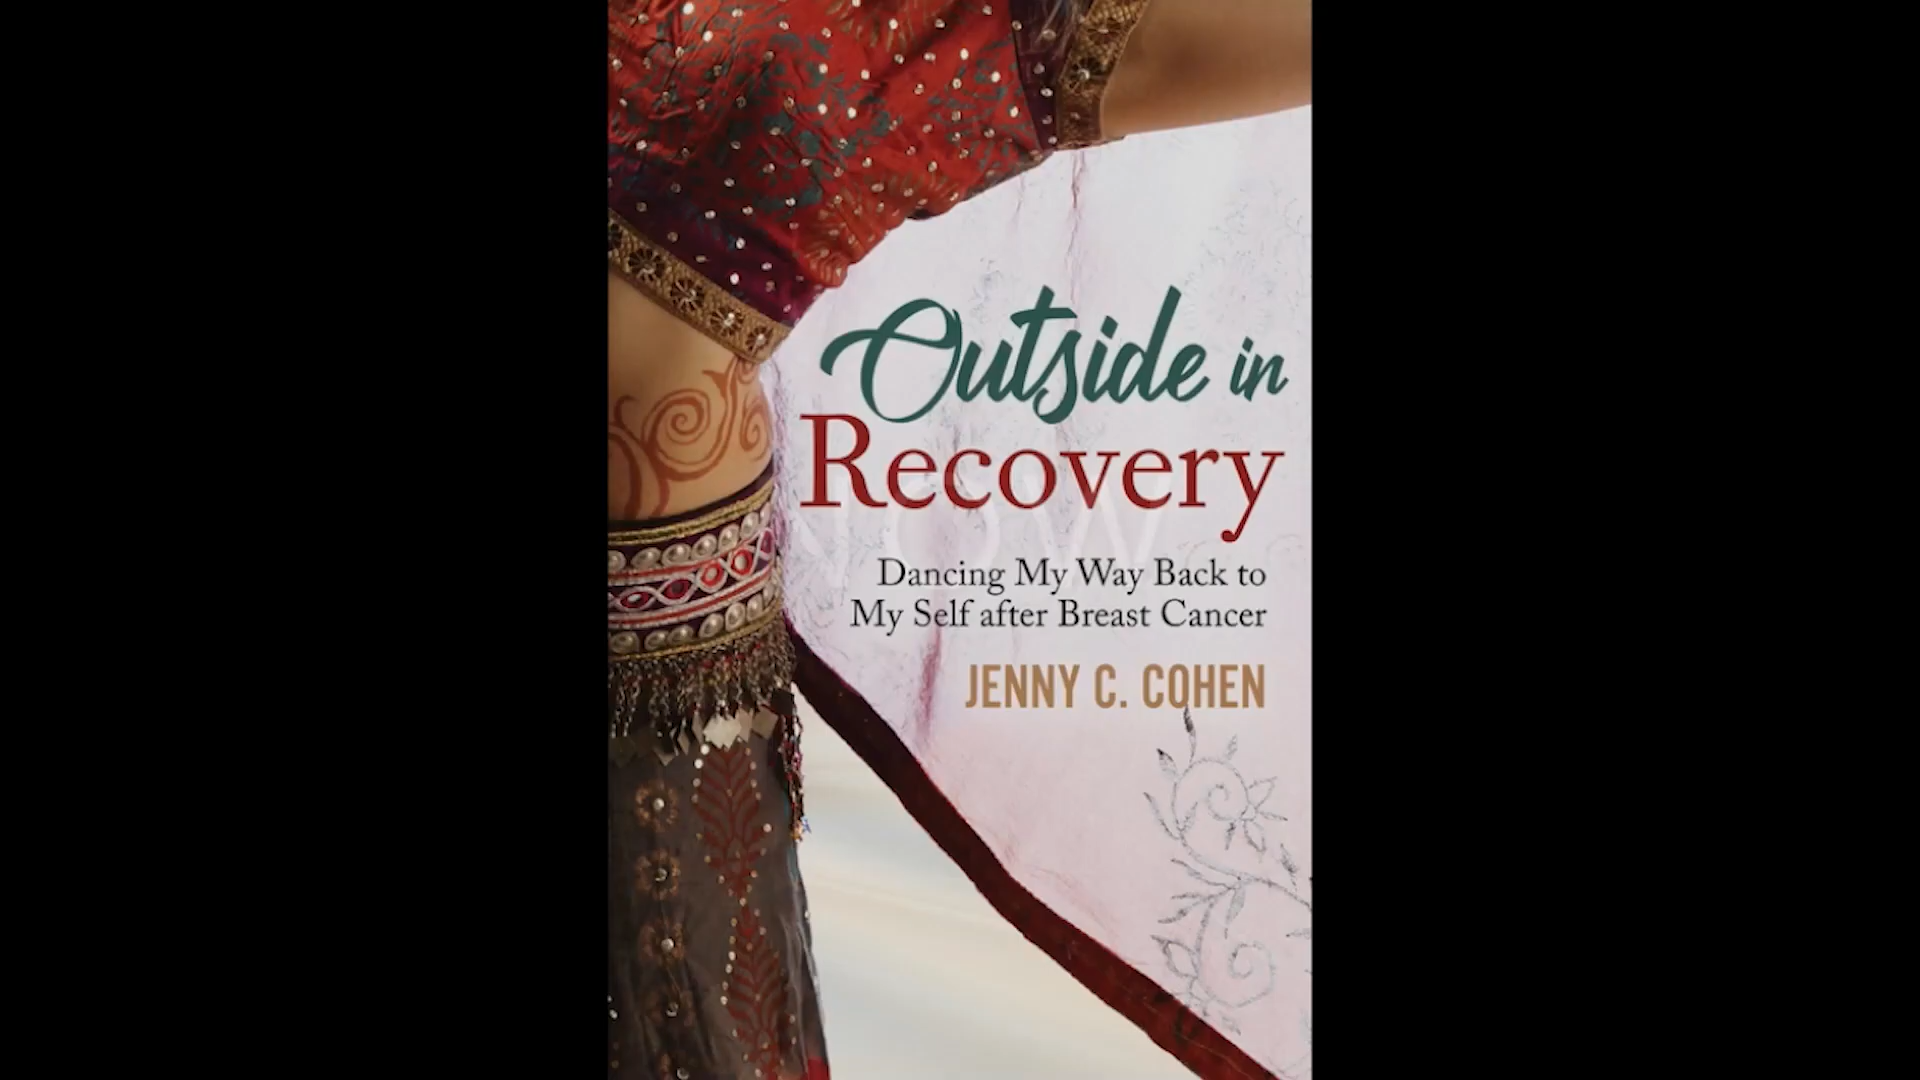 Outside in
Recovery
Dancing My Way Back to
My Self after Breast Cancer
JENNY C. COHEN